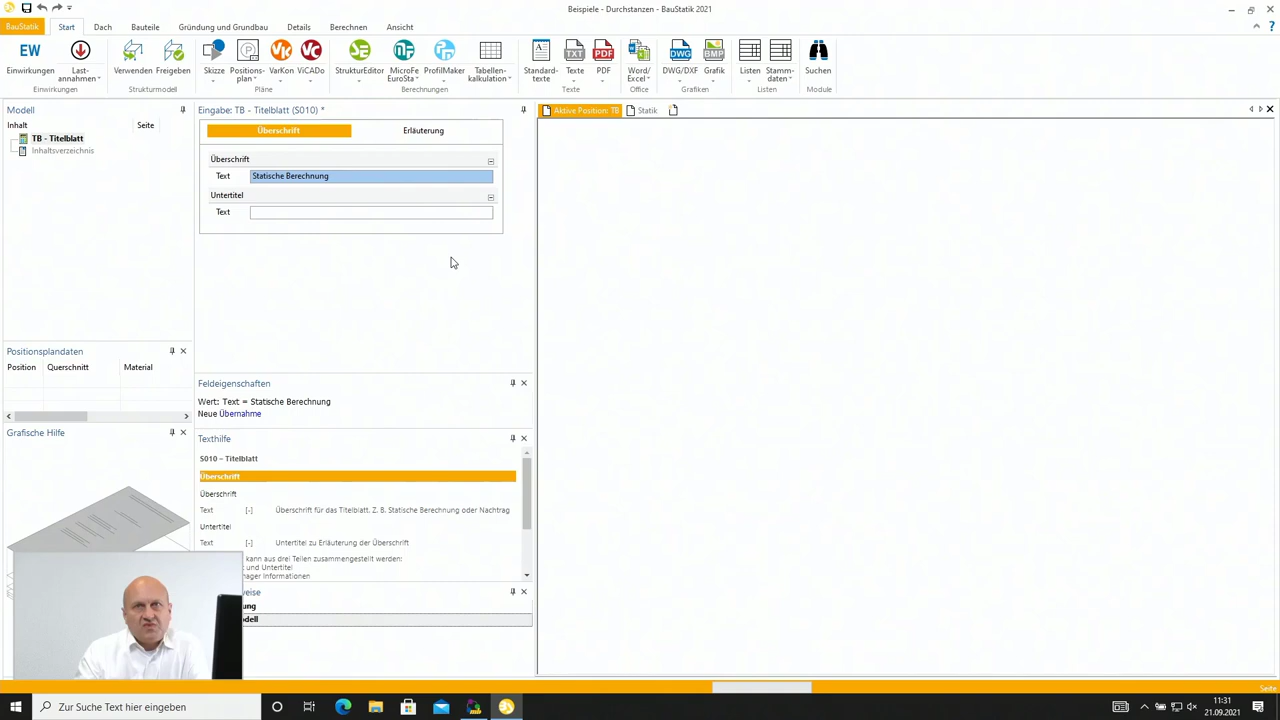 Beispiele - Durchstanzen - BauStatik 2021
BauStatik
Start
Dach
Bauteile
Gründung und Grundbau
Details
Berechnen
Ansicht
EW
Einwirkungen
Last-
annahmen
Verwenden
Freigeben
Skizze
Positions-
plan
VarKon
ViCADo
StrukturEditor
MicroFe
EuroSta
ProfilMaker
Tabellen-
kalkulation
Standard-
texte
Texte
PDF
Word/
Excel
DWG/DXF
Grafik
Listen
Stamm-
daten
Suchen
Einwirkungen
Strukturmodell
Pläne
Berechnungen
Texte
Office
Grafiken
Listen
Module
Modell
Inhalt
Seite
TB - Titelblatt
Inhaltsverzeichnis
Eingabe: TB - Titelblatt (S010) *
Überschrift
Erläuterung
Überschrift
Text
Statische Berechnung
Untertitel
Text
Aktive Position: TB
Statik
Positionsplandaten
Position
Querschnitt
Material
Grafische Hilfe
Feldeigenschaften
Wert: Text = Statische Berechnung
Neue Übernahme
Texthilfe
S010 – Titelblatt
Überschrift
Überschrift
Text [-] Überschrift für das Titelblatt. Z. B. Statische Berechnung oder Nachtrag
Untertitel
Text [-] Untertitel zu Erläuterung der Überschrift
kann aus drei Teilen zusammengestellt werden:
und Untertitel
Informationen
Seite
Zur Suche Text hier eingeben
11:31
21.09.2021